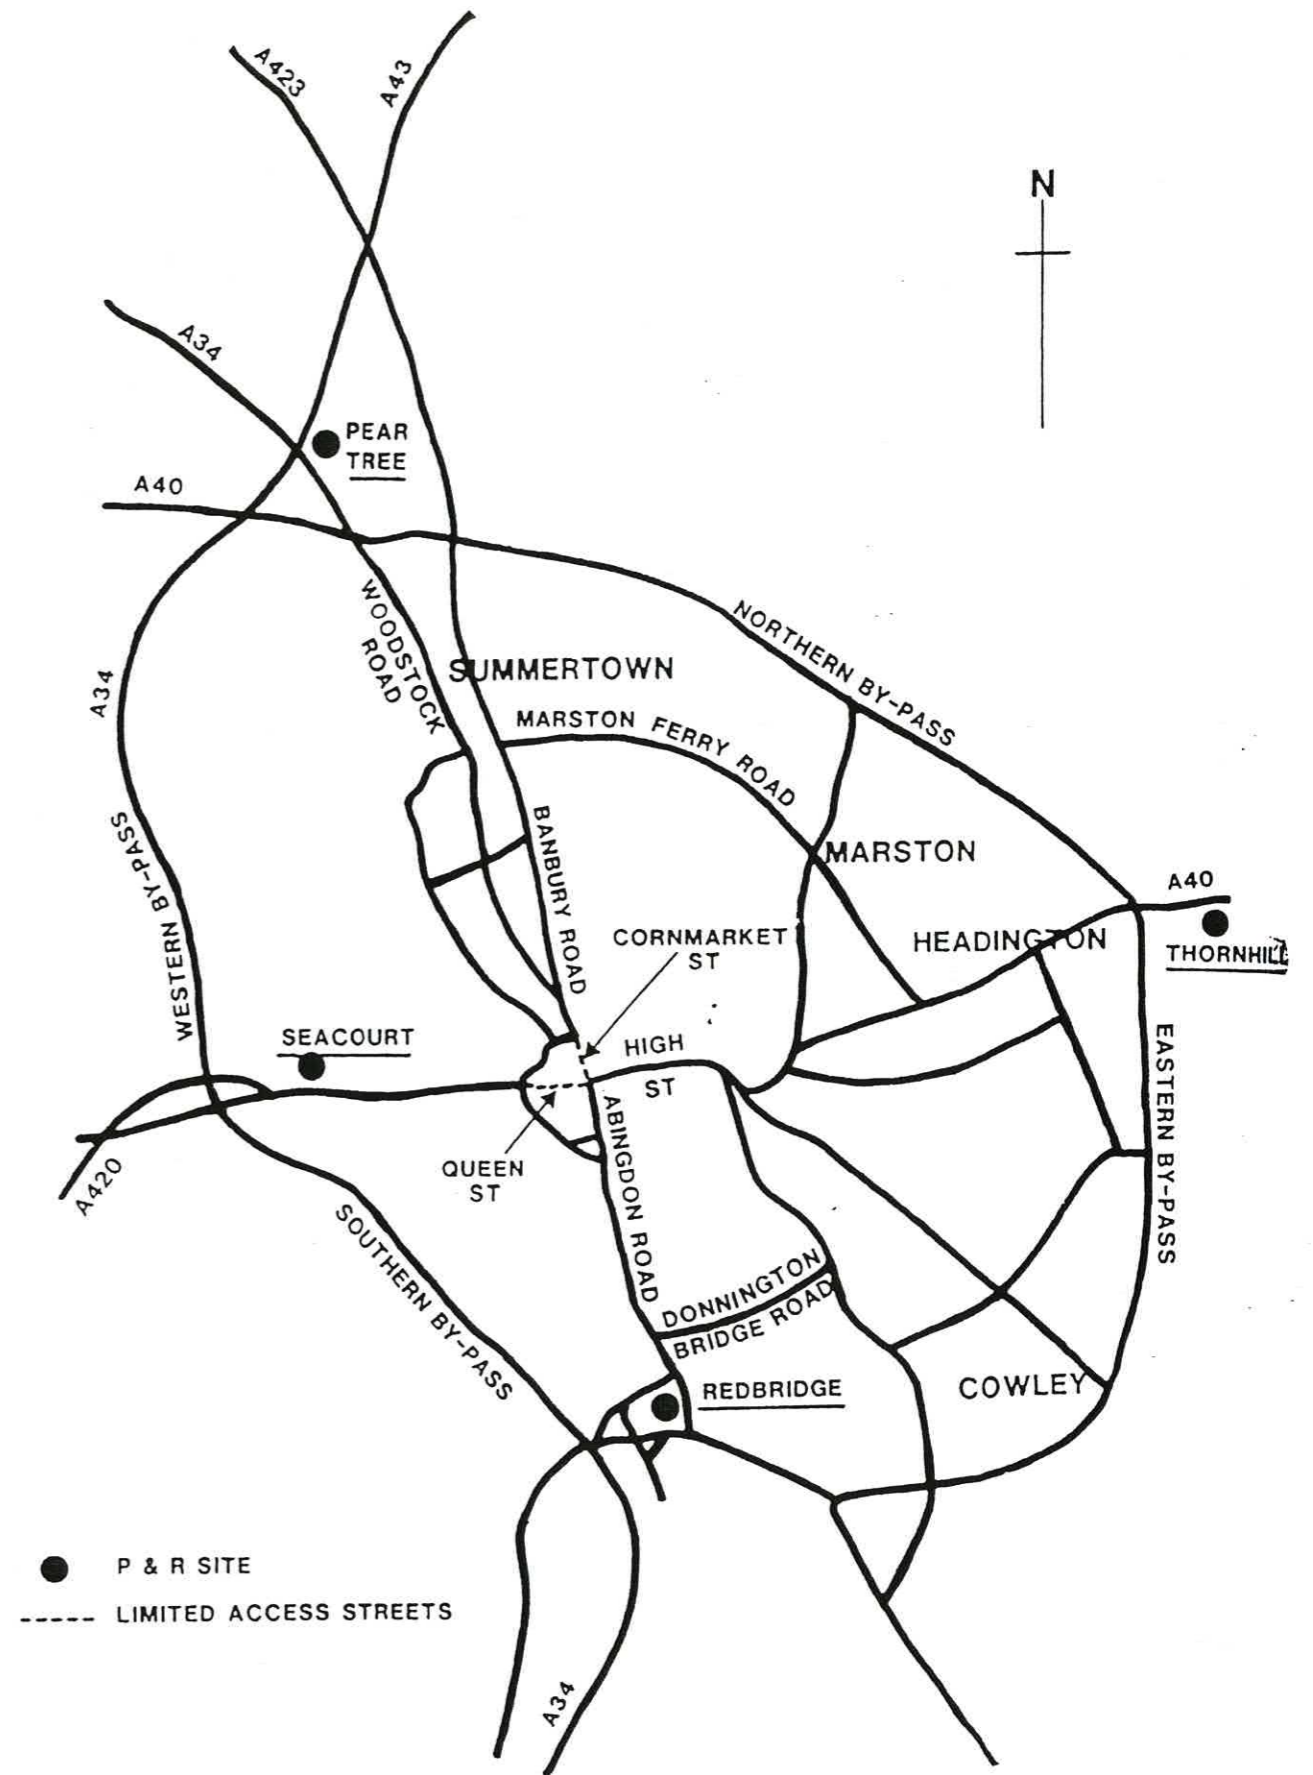 A423
A43
N
A34
PEAR
TREE
A40
WOODSTOCK
ROAD
NORTHERN BY-PASS
SUMMERTOWN
A34
MARSTON FERRY ROAD
WESTERN BY-PASS
BANBURY ROAD
MARSTON
A40
CORNMARKET
ST
HEADINGTON
THORNHILL
SEACOURT
HIGH
ST
EASTERN BY-PASS
QUEEN
ST
A420
ABINGDON ROAD
SOUTHERN BY-PASS
DONNINGTON
BRIDGE ROAD
REDBRIDGE
COWLEY
P & R SITE
LIMITED ACCESS STREETS
A34